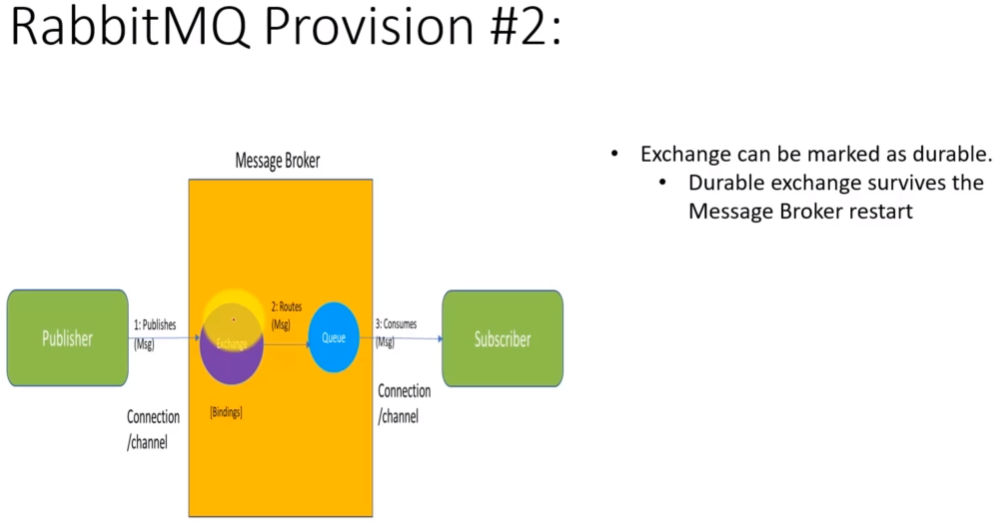 RabbitMQ Provision #2:
Message Broker
• Exchange can be marked as durable.
• Durable exchange survives the
Message Broker restart
Publisher
1: Publishes
(Msg)
Exchange
2: Routes
(Msg)
Queue
3: Consumes
(Msg)
Subscriber
Connection
/channel
[Bindings]
Connection
/channel